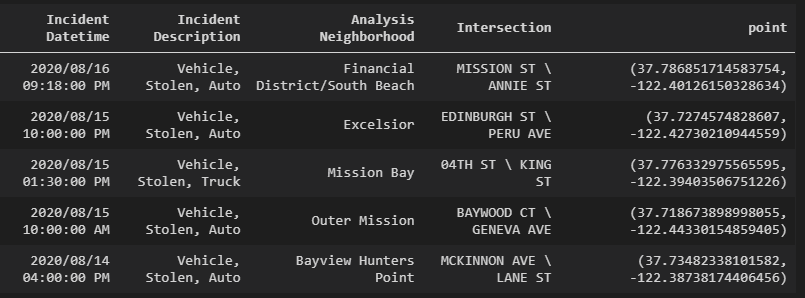 Incident Datetime Incident Description Analysis Neighborhood Intersection point
2020/08/16 09:18:00 PM Vehicle, Stolen, Auto Financial District/South Beach MISSION ST \ ANNIE ST (37.786851714583754, -122.40126150328634)
2020/08/15 10:00:00 PM Vehicle, Stolen, Auto Excelsior EDINBURGH ST \ PERU AVE (37.7274574828607, -122.42730210944559)
2020/08/15 01:30:00 PM Vehicle, Stolen, Truck Mission Bay 04TH ST \ KING ST (37.776332975565595, -122.39403506751226)
2020/08/15 10:00:00 AM Vehicle, Stolen, Auto Outer Mission BAYWOOD CT \ GENEVA AVE (37.718673898998055, -122.44330154859405)
2020/08/14 04:00:00 PM Vehicle, Stolen, Auto Bayview Hunters Point MCKINNON AVE \ LANE ST (37.73482338101582, -122.38738174406456)